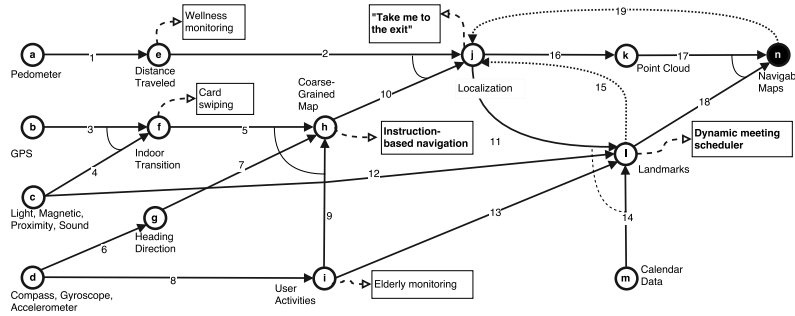 19
Wellness
monitoring
"Take me to
the exit"
a
1
e
2
j
16
k
17
n
Pedometer
Distance
Traveled
Point Cloud
Navigab
Maps
Coarse-
Grained
Map
10
Localization
15
18
Card
swiping
b
3
f
5
h
GPS
Indoor
Transition
Instruction-
based navigation
Dynamic meeting
scheduler
4
7
11
l
Landmarks
12
c
Light, Magnetic,
Proximity, Sound
g
9
13
14
6
Heading
Direction
d
8
i
m
Calendar
Data
Compass, Gyroscope,
Accelerometer
User
Activities
Elderly monitoring